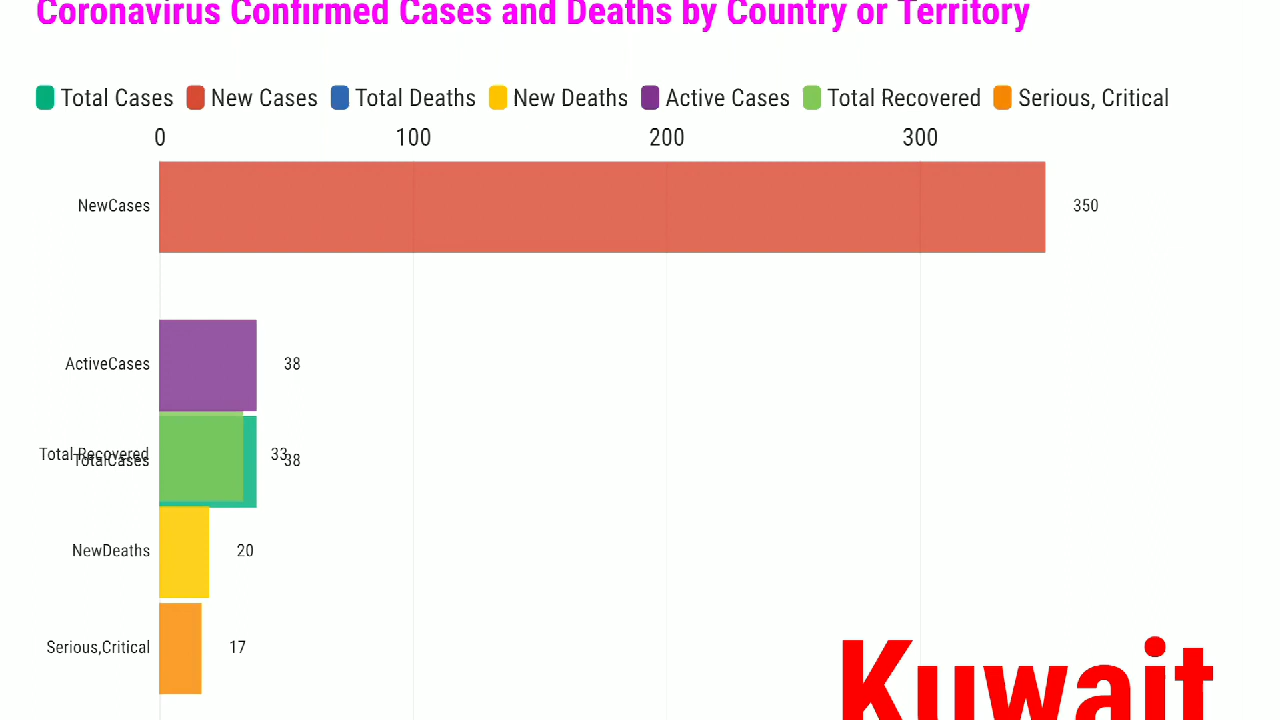 Coronavirus Confirmed Cases and Deaths by Country or Territory
Total Cases New Cases Total Deaths New Deaths Active Cases Total Recovered Serious, Critical
0 100 200 300
NewCases 350
ActiveCases 38
Total Recovered 33
TotalCases 38
NewDeaths 20
Serious,Critical 17
Kuwait